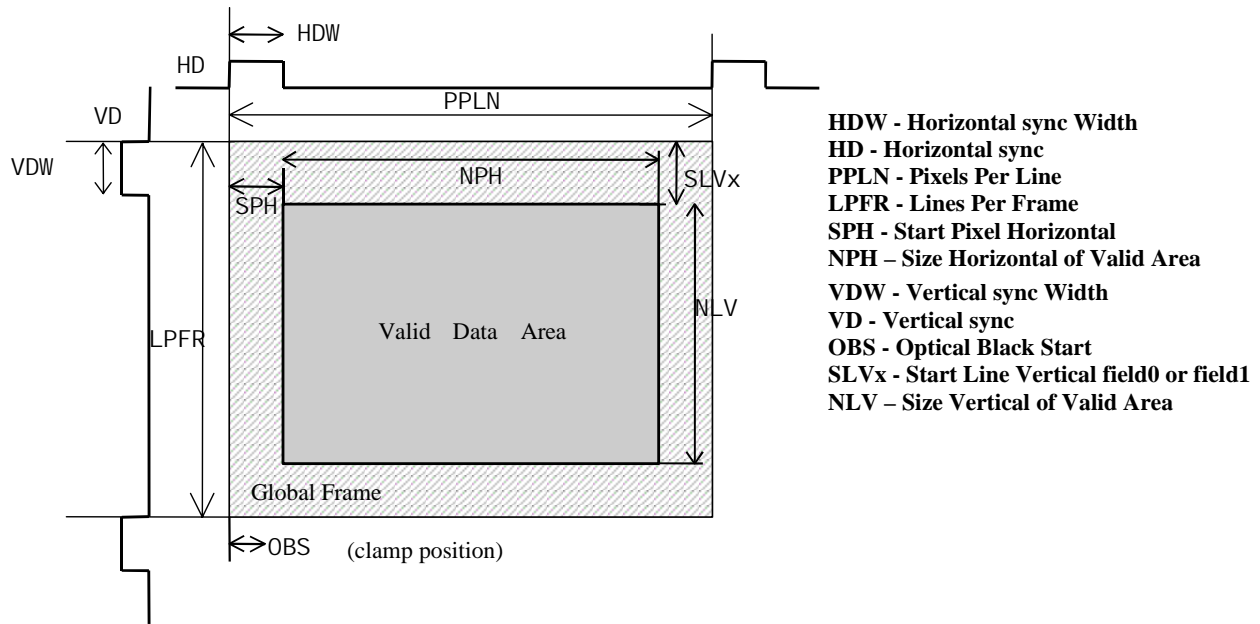 HDW
HD
PPLN
VD
VDW
NPH
SLVx
SPH
NLV
Valid Data Area
LPFR
Global Frame
OBS (clamp position)
HDW - Horizontal sync Width
HD - Horizontal sync
PPLN - Pixels Per Line
LPFR - Lines Per Frame
SPH - Start Pixel Horizontal
NPH – Size Horizontal of Valid Area
VDW - Vertical sync Width
VD - Vertical sync
OBS - Optical Black Start
SLVx - Start Line Vertical field0 or field1
NLV – Size Vertical of Valid Area